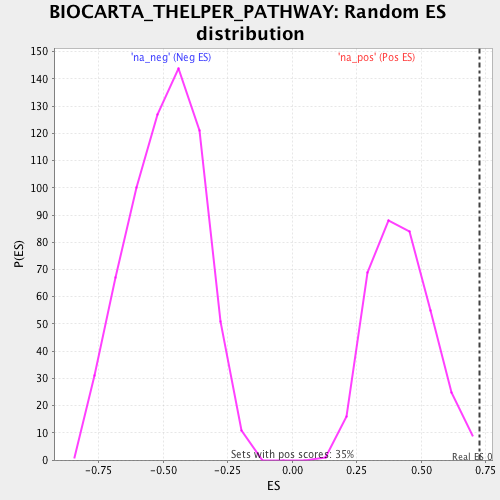 BIOCARTA_THELPER_PATHWAY: Random ES
distribution
'na_neg' (Neg ES)
'na_pos' (Pos ES)
150
140
130
120
110
100
90
80
70
60
50
40
30
20
10
0
P(ES)
Sets with pos scores: 35%
Real ES 0
-0.75
-0.50
-0.25
0.00
0.25
0.50
0.75
ES